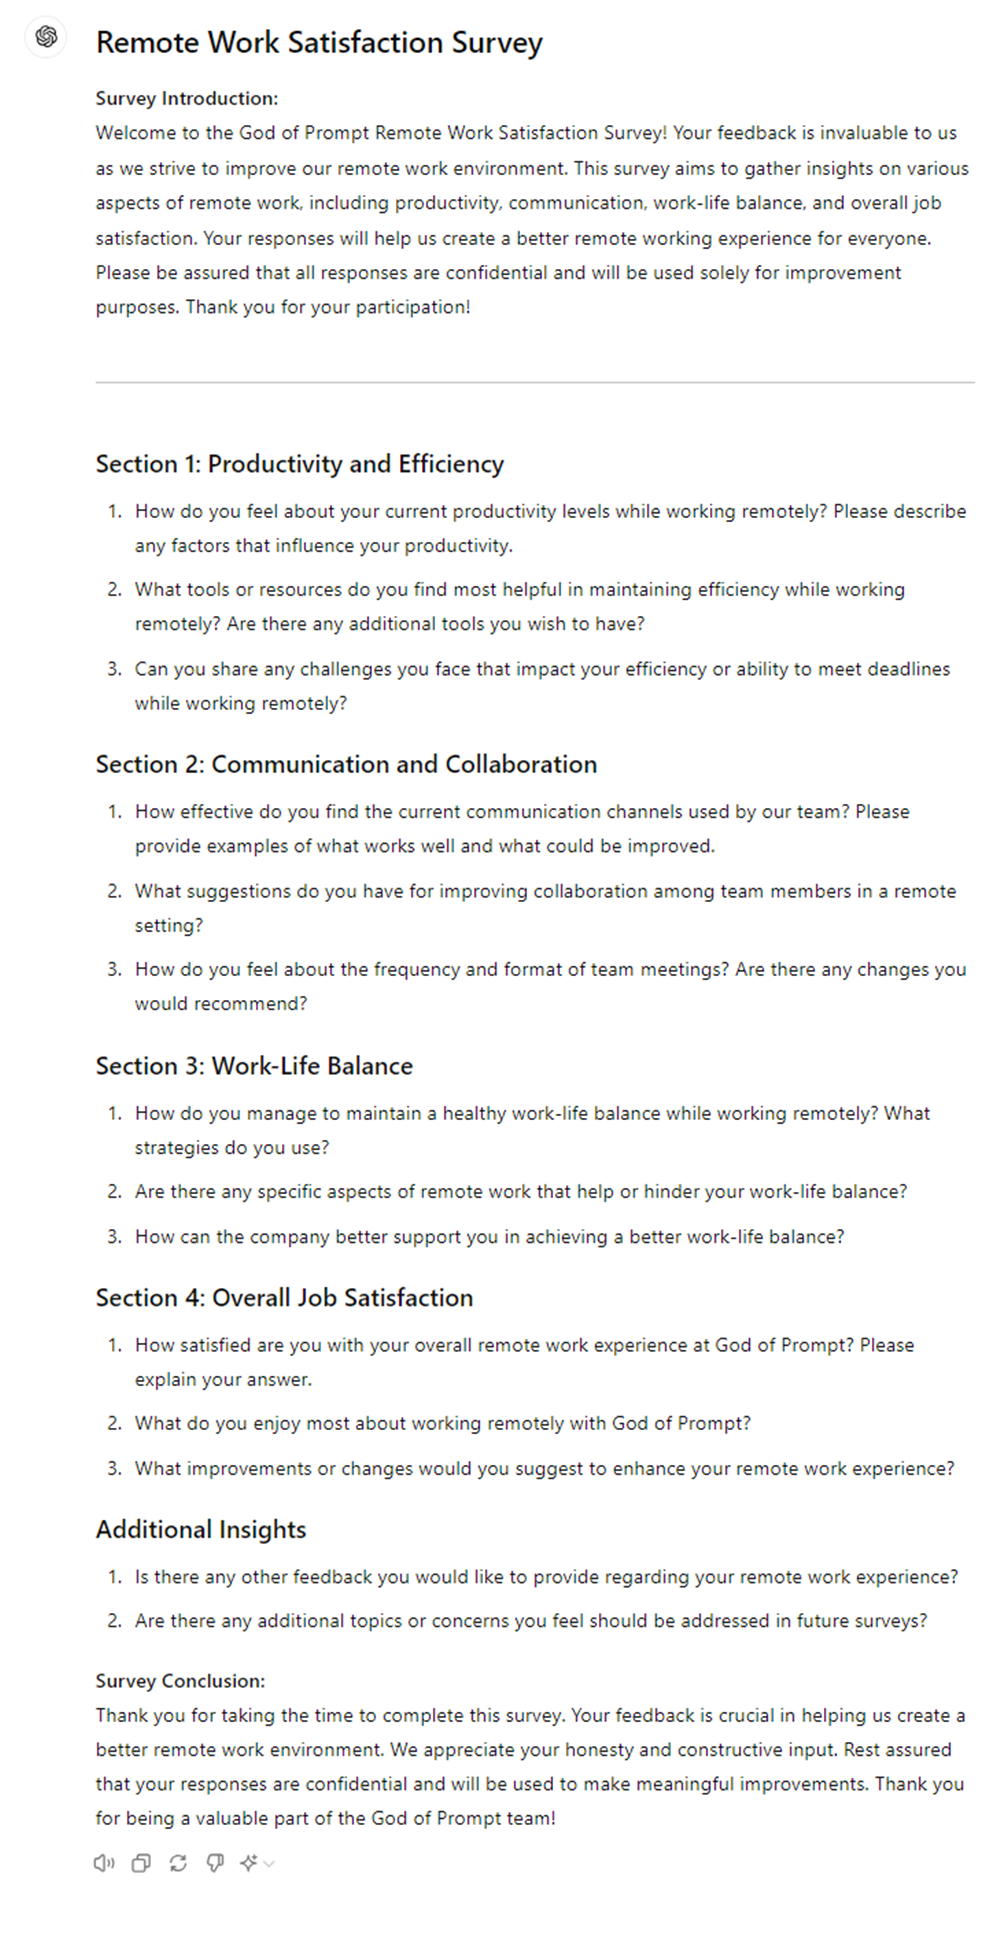 Remote Work Satisfaction Survey
Survey Introduction:
Welcome to the God of Prompt Remote Work Satisfaction Survey! Your feedback is invaluable to us
as we strive to improve our remote work environment. This survey aims to gather insights on various
aspects of remote work, including productivity, communication, work-life balance, and overall job
satisfaction. Your responses will help us create a better remote working experience for everyone.
Please be assured that all responses are confidential and will be used solely for improvement
purposes. Thank you for your participation!
Section 1: Productivity and Efficiency
1. How do you feel about your current productivity levels while working remotely? Please describe
any factors that influence your productivity.
2. What tools or resources do you find most helpful in maintaining efficiency while working
remotely? Are there any additional tools you wish to have?
3. Can you share any challenges you face that impact your efficiency or ability to meet deadlines
while working remotely?
Section 2: Communication and Collaboration
1. How effective do you find the current communication channels used by our team? Please
provide examples of what works well and what could be improved.
2. What suggestions do you have for improving collaboration among team members in a remote
setting?
3. How do you feel about the frequency and format of team meetings? Are there any changes you
would recommend?
Section 3: Work-Life Balance
1. How do you manage to maintain a healthy work-life balance while working remotely? What
strategies do you use?
2. Are there any specific aspects of remote work that help or hinder your work-life balance?
3. How can the company better support you in achieving a better work-life balance?
Section 4: Overall Job Satisfaction
1. How satisfied are you with your overall remote work experience at God of Prompt? Please
explain your answer.
2. What do you enjoy most about working remotely with God of Prompt?
3. What improvements or changes would you suggest to enhance your remote work experience?
Additional Insights
1. Is there any other feedback you would like to provide regarding your remote work experience?
2. Are there any additional topics or concerns you feel should be addressed in future surveys?
Survey Conclusion:
Thank you for taking the time to complete this survey. Your feedback is crucial in helping us create a
better remote work environment. We appreciate your honesty and constructive input. Rest assured
that your responses are confidential and will be used to make meaningful improvements. Thank you
for being a valuable part of the God of Prompt team!